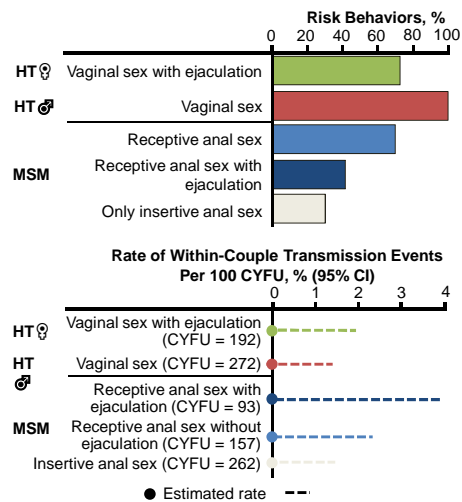 Risk Behaviors, %
0 20 40 60 80 100
HT♀ Vaginal sex with ejaculation
HT♂ Vaginal sex
Receptive anal sex
MSM Receptive anal sex with
ejaculation
Only insertive anal sex
Rate of Within-Couple Transmission Events
Per 100 CYFU, % (95% CI)
0 1 2 3 4
HT♀ Vaginal sex with ejaculation
(CYFU = 192)
HT Vaginal sex (CYFU = 272)
♂
Receptive anal sex with
ejaculation (CYFU = 93)
MSM Receptive anal sex without
ejaculation (CYFU = 157)
Insertive anal sex (CYFU = 262)
Estimated rate